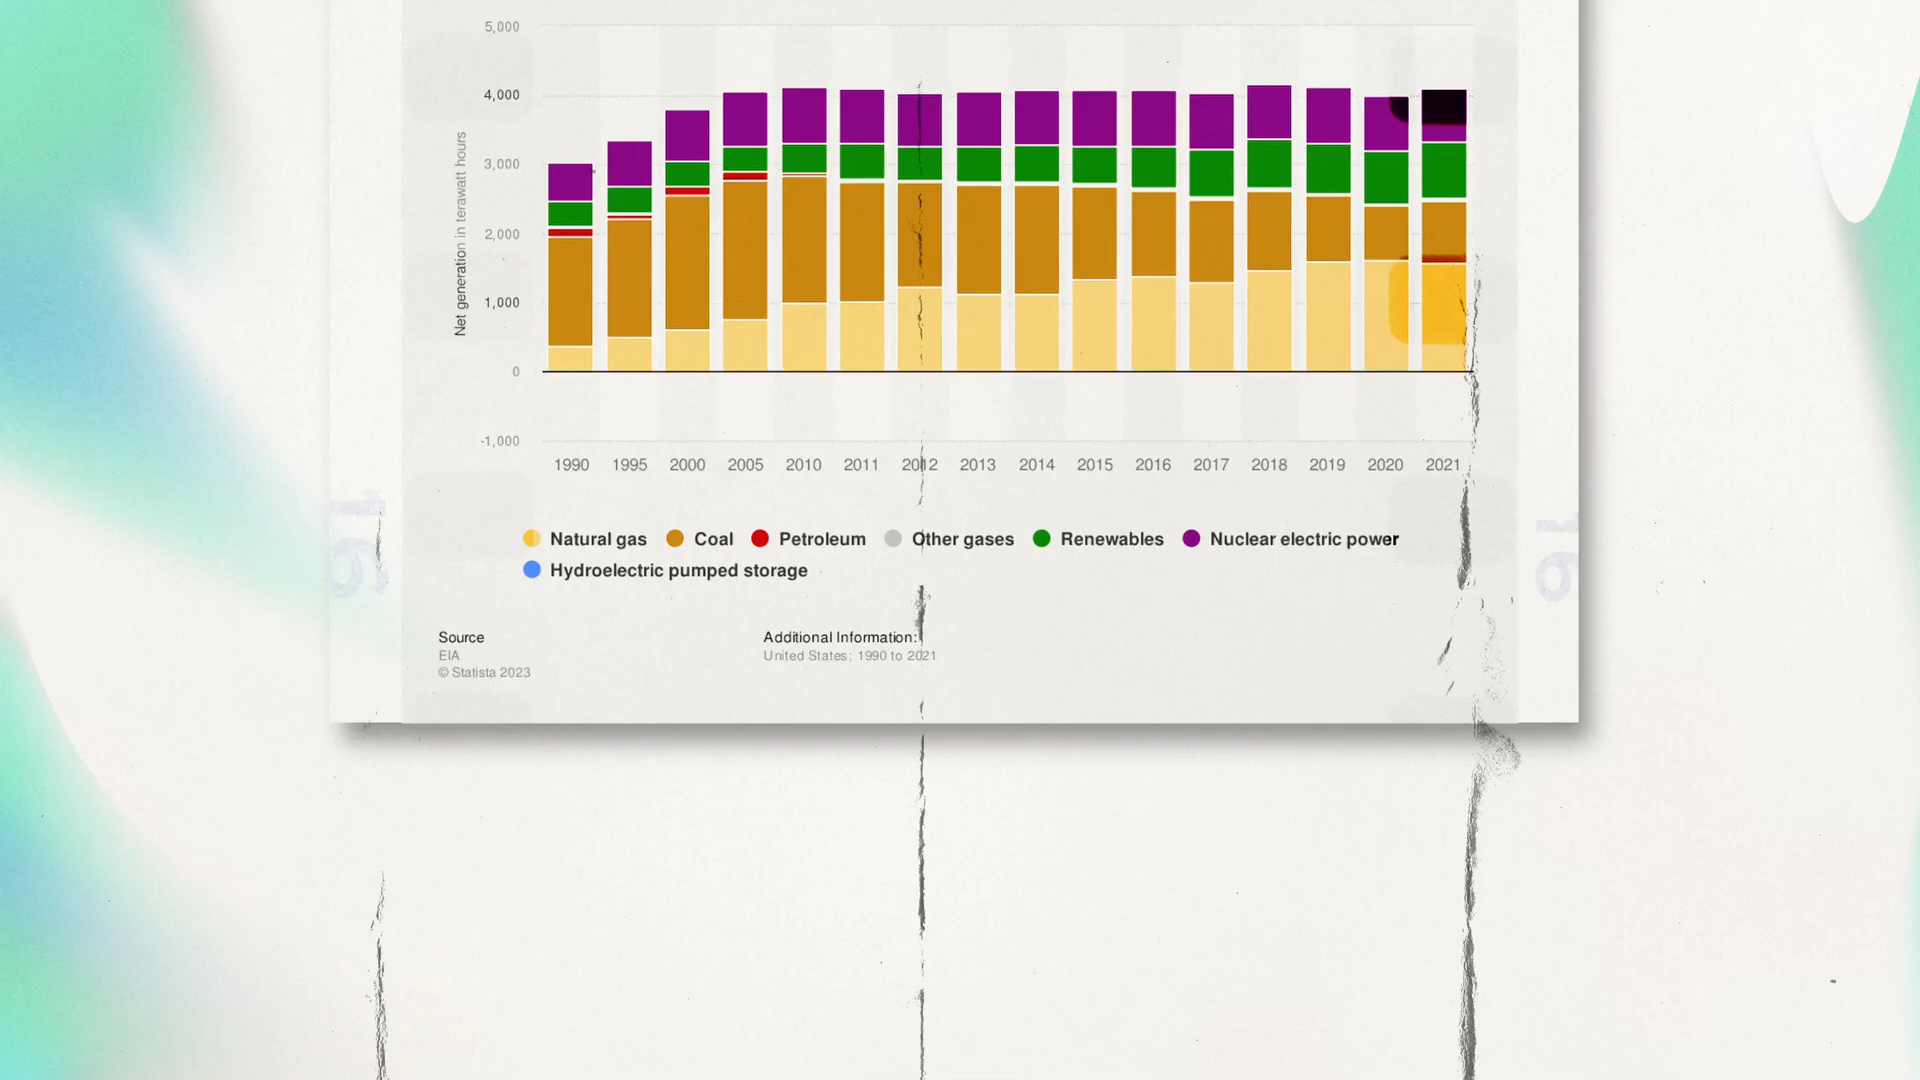 5,000
4,000
3,000
2,000
1,000
0
-1,000
Net generation in terawatt hours
1990 1995 2000 2005 2010 2011 2012 2013 2014 2015 2016 2017 2018 2019 2020 2021
Natural gas Coal Petroleum Other gases Renewables Nuclear electric power
Hydroelectric pumped storage
Source
EIA
© Statista 2023
Additional Information:
United States; 1990 to 2021
16
16